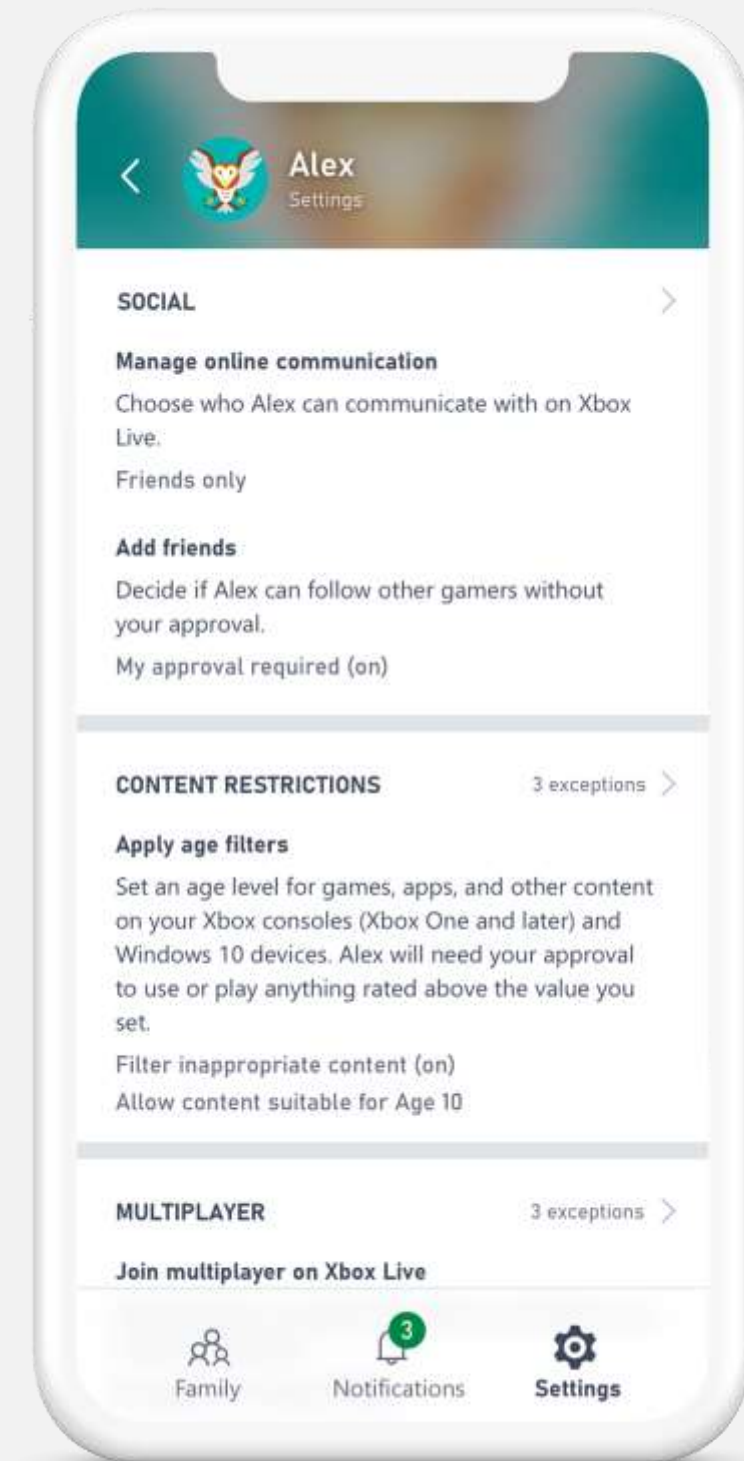 Alex
Settings
SOCIAL
Manage online communication
Choose who Alex can communicate with on Xbox
Live.
Friends only
Add friends
Decide if Alex can follow other gamers without
your approval.
My approval required (on)
CONTENT RESTRICTIONS 3 exceptions
Apply age filters
Set an age level for games, apps, and other content
on your Xbox consoles (Xbox One and later) and
Windows 10 devices. Alex will need your approval
to use or play anything rated above the value you
set.
Filter inappropriate content (on)
Allow content suitable for Age 10
MULTIPLAYER 3 exceptions
Join multiplayer on Xbox Live
3
Family Notifications Settings